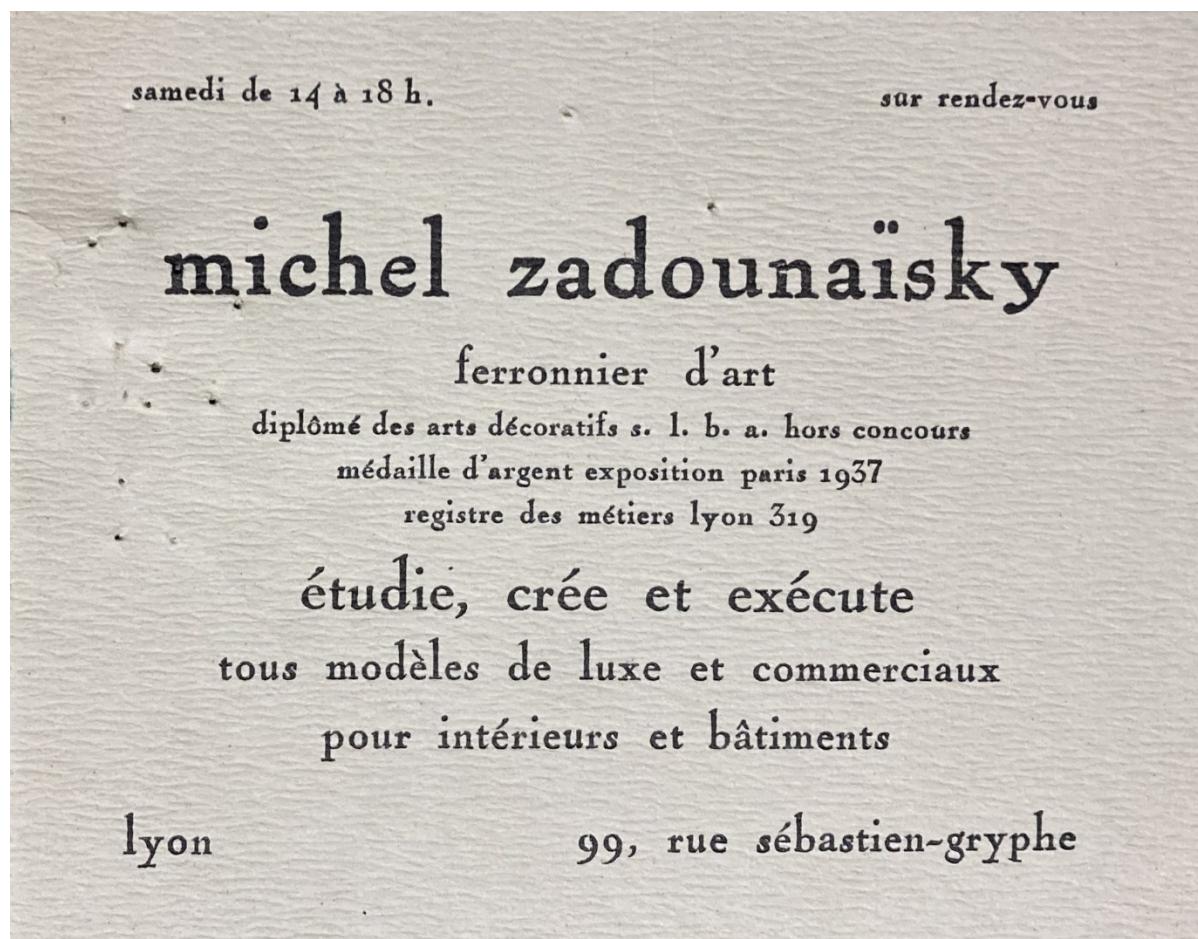 samedi de 14 à 18 h.
sur rendez-vous
michel zadounaïsky
ferronnier d'art
diplômé des arts décoratifs s. l. b. a. hors concours
médaille d'argent exposition paris 1937
registre des métiers lyon 319
étudie, crée et exécute
tous modèles de luxe et commerciaux
pour intérieurs et bâtiments
lyon
99, rue sébastien-gryphe